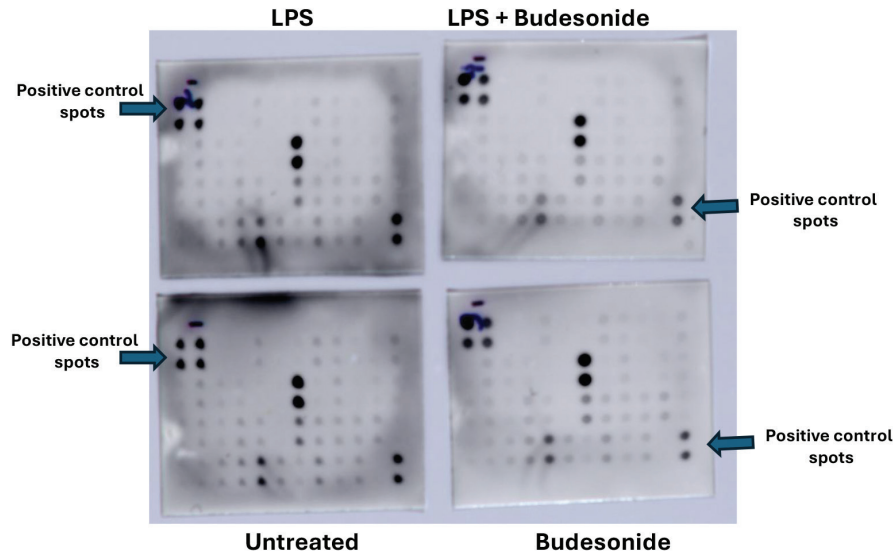 LPS
LPS + Budesonide
Positive control
spots
Positive control
spots
Positive control
spots
Positive control
spots
Untreated
Budesonide